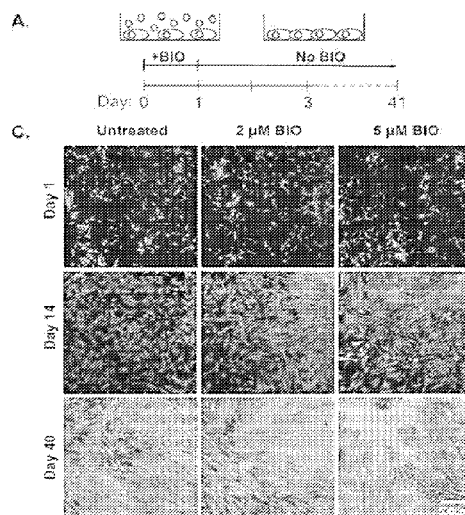 A.
+BIO No BIO
Day: 0 1 3 41
C. Untreated 2 µM BIO 5 µM BIO
Day 1
Day 14
Day 40